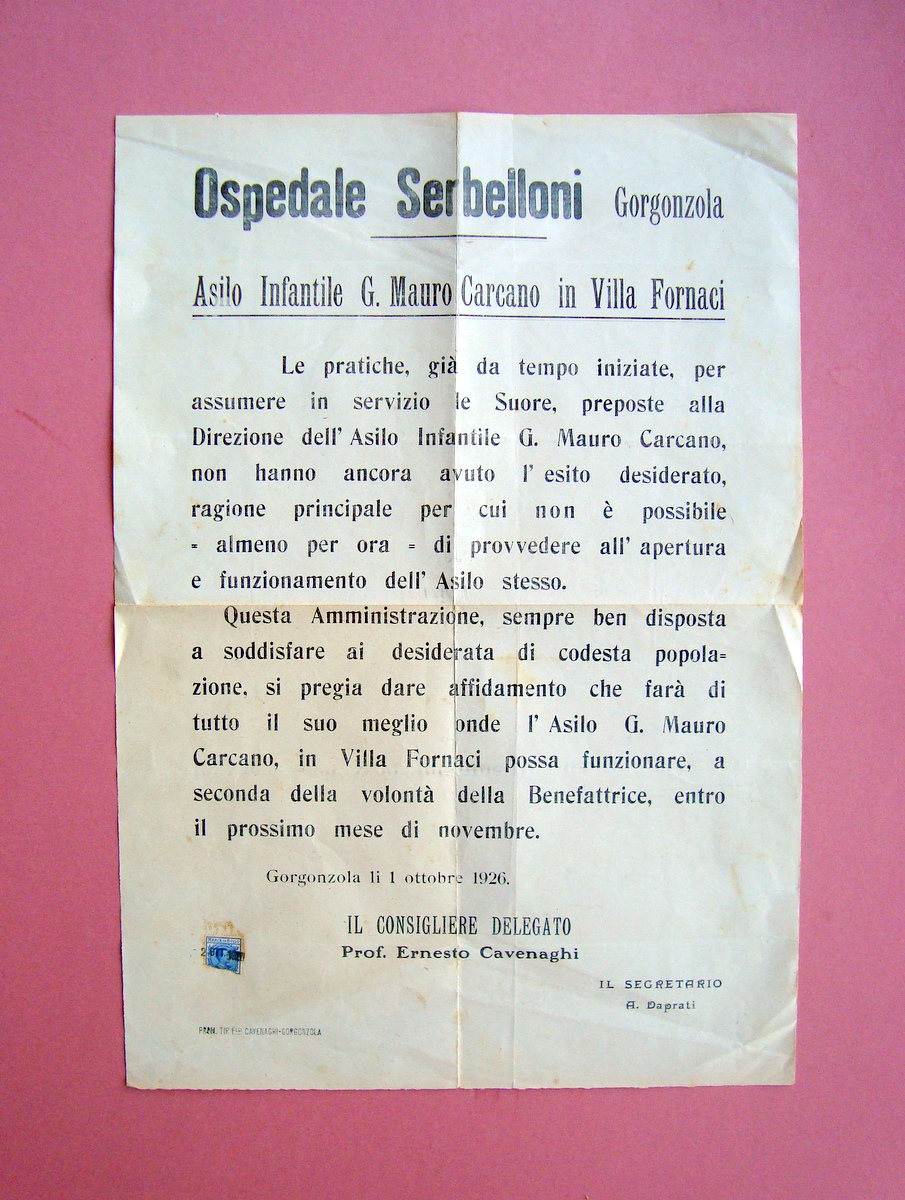 Ospedale Serbelloni Gorgonzola
Asilo Infantile G. Mauro Carcano in Villa Fornaci
Le pratiche, già da tempo iniziate, per
assumere in servizio le Suore, preposte alla
Direzione dell' Asilo Infantile G. Mauro Carcano,
non hanno ancora avuto l' esito desiderato,
ragione principale per cui non è possibile
= almeno per ora = di provvedere all' apertura
e funzionamento dell' Asilo stesso.
Questa Amministrazione, sempre ben disposta
a soddisfare ai desiderata di codesta popola=
zione, si pregia dare affidamento che farà di
tutto il suo meglio onde l' Asilo G. Mauro
Carcano, in Villa Fornaci possa funzionare, a
seconda della volontà della Benefattrice, entro
il prossimo mese di novembre.
Gorgonzola li 1 ottobre 1926.
IL CONSIGLIERE DELEGATO
Prof. Ernesto Cavenaghi
IL SEGRETARIO
A. Daprati
PREM. TIP. E. CAVENAGHI-GORGONZOLA